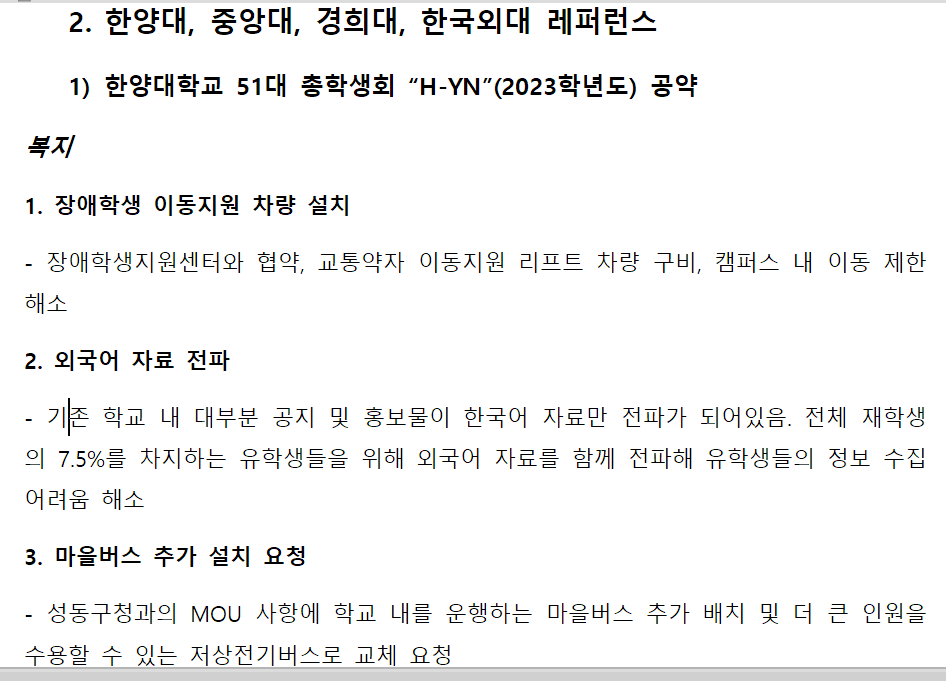 2. 한양대, 중앙대, 경희대, 한국외대 레퍼런스
1) 한양대학교 51대 총학생회 “H-YN”(2023학년도) 공약
복지
1. 장애학생 이동지원 차량 설치
- 장애학생지원센터와 협약, 교통약자 이동지원 리프트 차량 구비, 캠퍼스 내 이동 제한
해소
2. 외국어 자료 전파
- 기존 학교 내 대부분 공지 및 홍보물이 한국어 자료만 전파가 되어있음. 전체 재학생
의 7.5%를 차지하는 유학생들을 위해 외국어 자료를 함께 전파해 유학생들의 정보 수집
어려움 해소
3. 마을버스 추가 설치 요청
- 성동구청과의 MOU 사항에 학교 내를 운행하는 마을버스 추가 배치 및 더 큰 인원을
수용할 수 있는 저상전기버스로 교체 요청